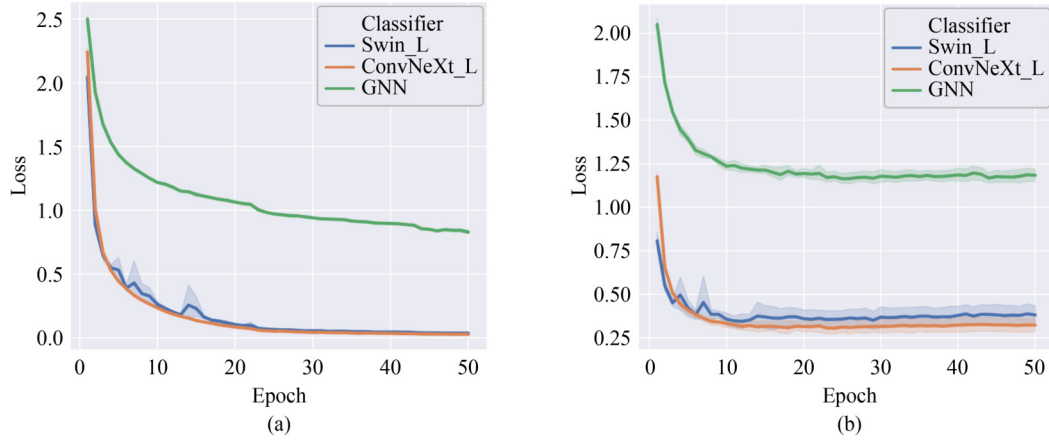 2.5
2.0
1.5
1.0
0.5
0.0
Loss
Classifier
Swin_L
ConvNeXt_L
GNN
0
10
20
30
40
50
Epoch
(a)
2.00
1.75
1.50
1.25
1.00
0.75
0.50
0.25
Loss
Classifier
Swin_L
ConvNeXt_L
GNN
0
10
20
30
40
50
Epoch
(b)